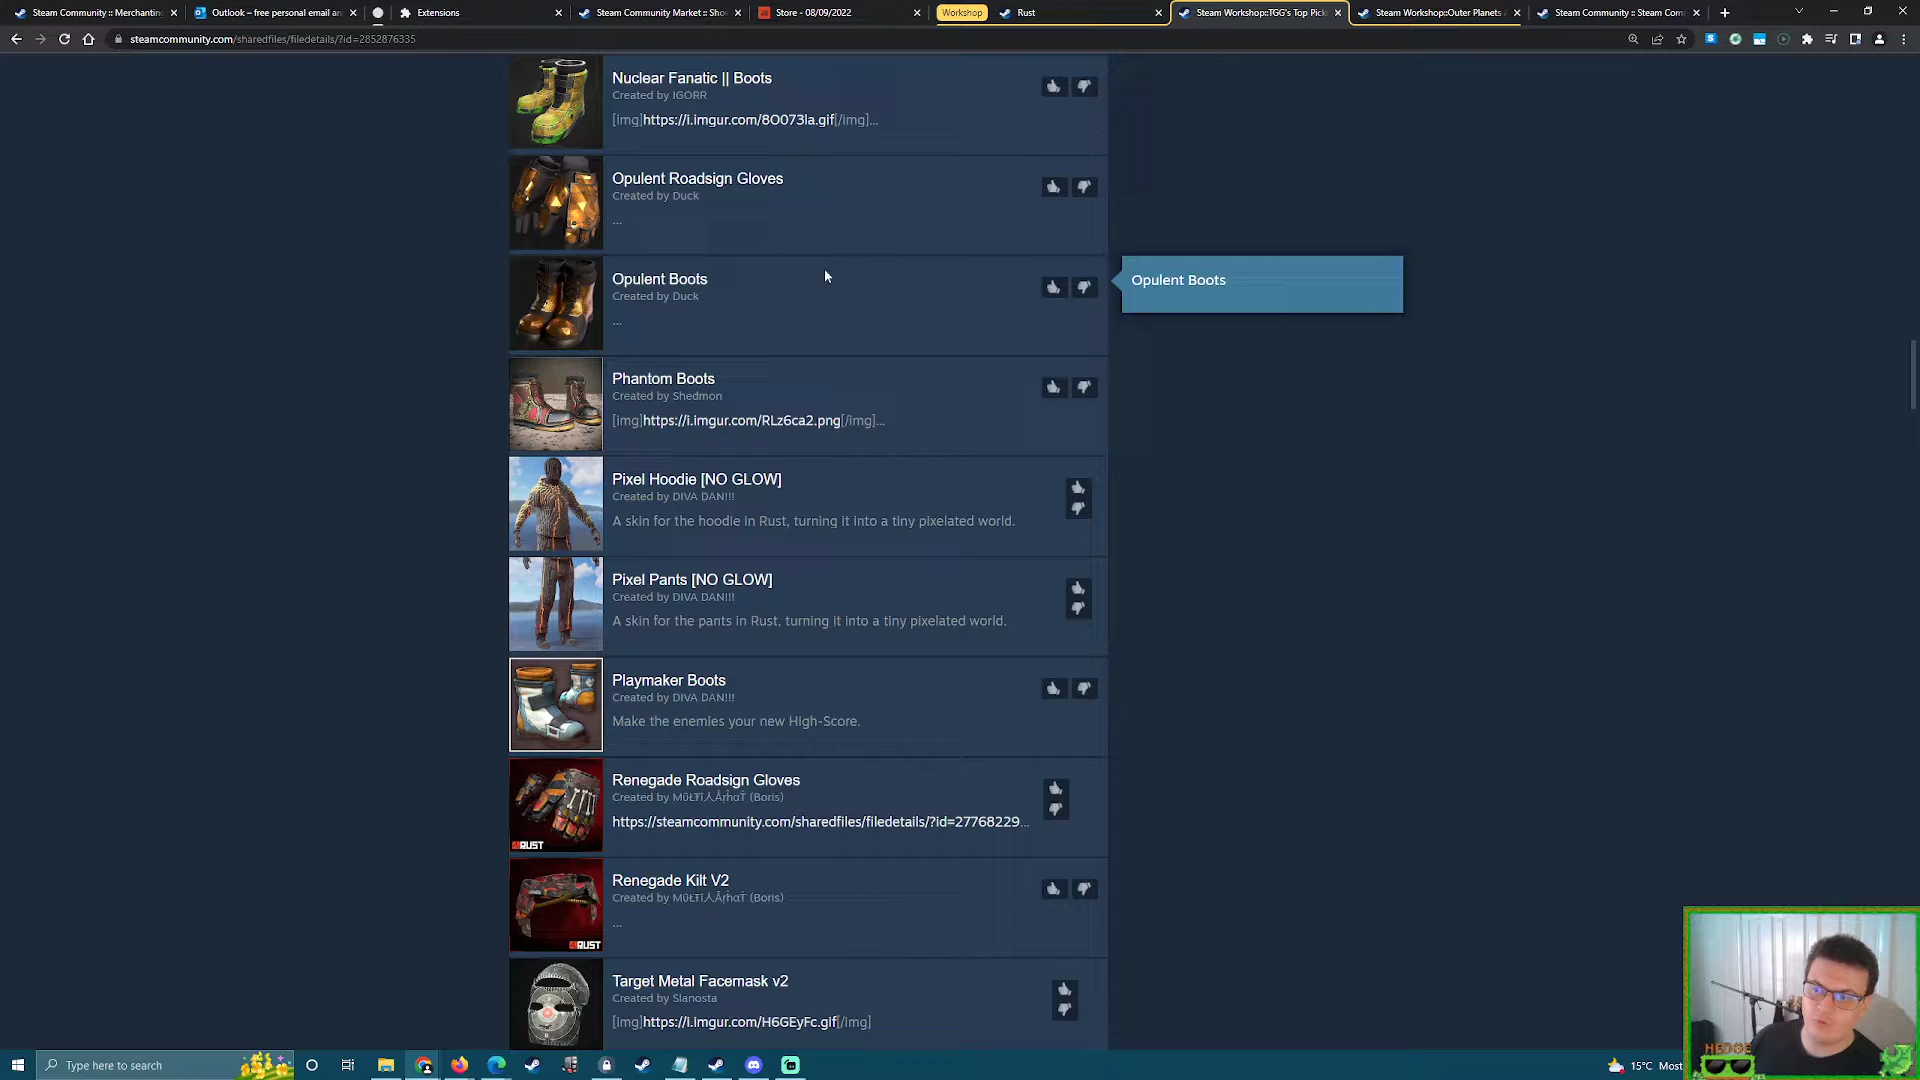 Steam Community :: Merchantin
Outlook – free personal email an
Extensions
Steam Community Market :: Sho
Store - 08/09/2022
Workshop
Rust
Steam Workshop::TGG's Top Pick
Steam Workshop::Outer Planets
Steam Community :: Steam Com
steamcommunity.com/sharedfiles/filedetails/?id=2852876335
Nuclear Fanatic || Boots
Created by IGORR
[img]https://i.imgur.com/8O073la.gif[/img]...
Opulent Roadsign Gloves
Created by Duck
...
Opulent Boots
Created by Duck
...
Opulent Boots
Phantom Boots
Created by Shedmon
[img]https://i.imgur.com/RLz6ca2.png[/img]...
Pixel Hoodie [NO GLOW]
Created by DIVA DAN!!!
A skin for the hoodie in Rust, turning it into a tiny pixelated world.
Pixel Pants [NO GLOW]
Created by DIVA DAN!!!
A skin for the pants in Rust, turning it into a tiny pixelated world.
Playmaker Boots
Created by DIVA DAN!!!
Make the enemies your new High-Score.
Renegade Roadsign Gloves
Created by (Boris)
https://steamcommunity.com/sharedfiles/filedetails/?id=27768229...
RUST
Renegade Kilt V2
Created by (Boris)
...
RUST
Target Metal Facemask v2
Created by Slanosta
[img]https://i.imgur.com/H6GEyFc.gif[/img]
HEDGE
Type here to search
15°C Most